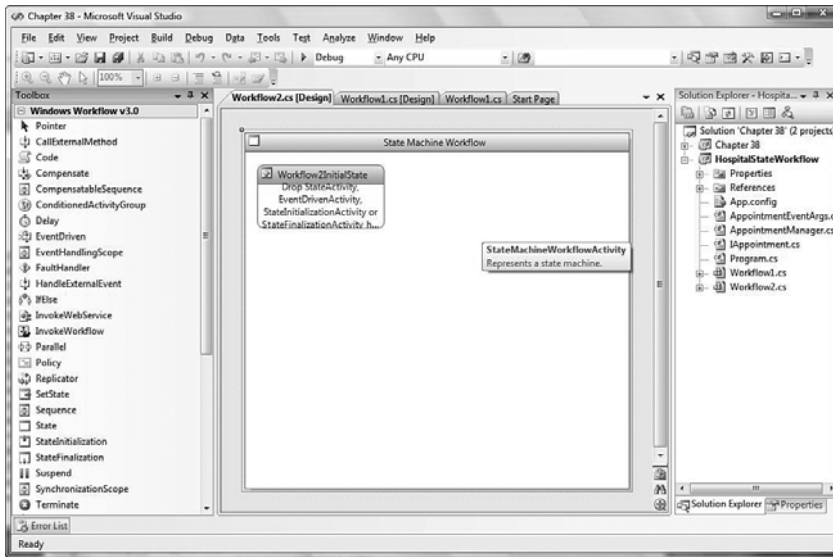 Chapter 38 - Microsoft Visual Studio
File Edit View Project Build Debug Data Tools Test Analyze Window Help
Debug Any CPU
100%
Toolbox
Windows Workflow v3.0
Pointer
CallExternalMethod
Code
Compensate
CompensatableSequence
ConditionedActivityGroup
Delay
EventDriven
EventHandlingScope
FaultHandler
HandleExternalEvent
IfElse
InvokeWebService
InvokeWorkflow
Parallel
Policy
Replicator
SetState
Sequence
State
StateInitialization
StateFinalization
Suspend
SynchronizationScope
Terminate
Workflow2.cs [Design] Workflow1.cs [Design] Workflow1.cs Start Page
State Machine Workflow
Workflow2InitialState
Drop StateActivity,
EventDrivenActivity,
StateInitializationActivity or
StateFinalizationActivity h...
StateMachineWorkflowActivity
Represents a state machine.
Solution Explorer - Hospita...
Solution 'Chapter 38' (2 projects
Chapter 38
HospitalStateWorkflow
Properties
References
App.config
AppointmentEventArgs.c
AppointmentManager.c
IAppointment.cs
Program.cs
Workflow1.cs
Workflow2.cs
Solution Explorer Properties
Error List
Ready